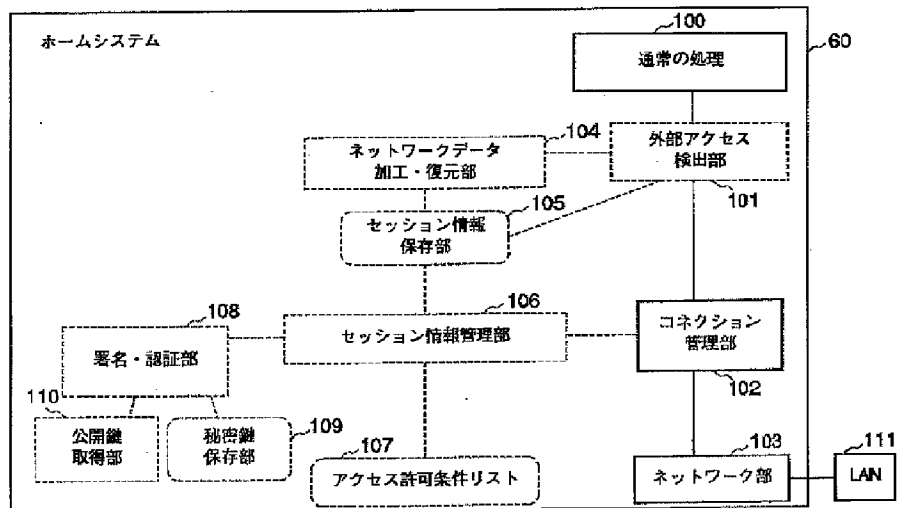 ホームシステム
100
60
通常の処理
104
ネットワークデータ
加工・復元部
外部アクセス
検出部
101
105
セッション情報
保存部
106
108
セッション情報管理部
コネクション
管理部
102
署名・認証部
110
公開鍵
取得部
秘密鍵
保存部
109
107
アクセス許可条件リスト
103
ネットワーク部
111
LAN